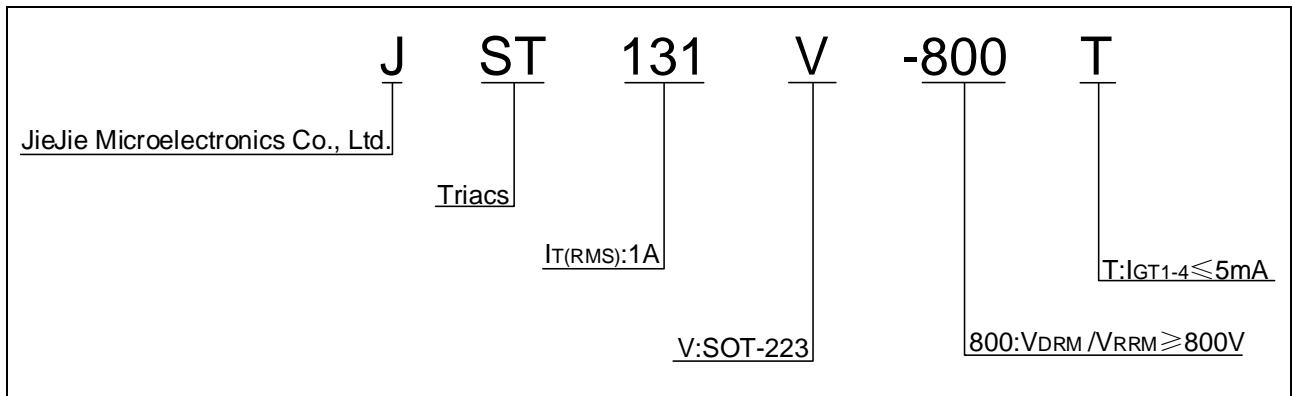 J ST 131 V -800 T
JieJie Microelectronics Co., Ltd.
Triacs
IT(RMS):1A
T:IGT1-4≤5mA
V:SOT-223
800:VDRM /VRRM≥800V